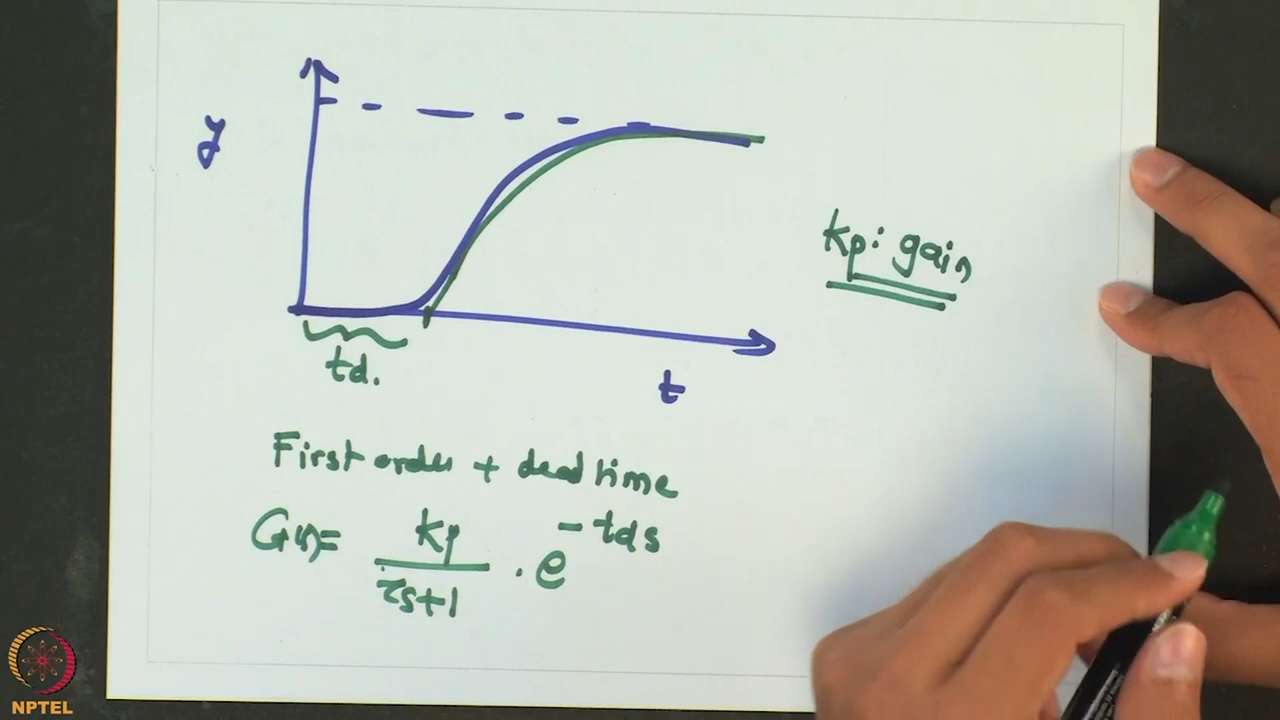 y
kp: gain
td.
t
First order + dead time
G(s)= kp / τs+1 . e^-tds
NPTEL